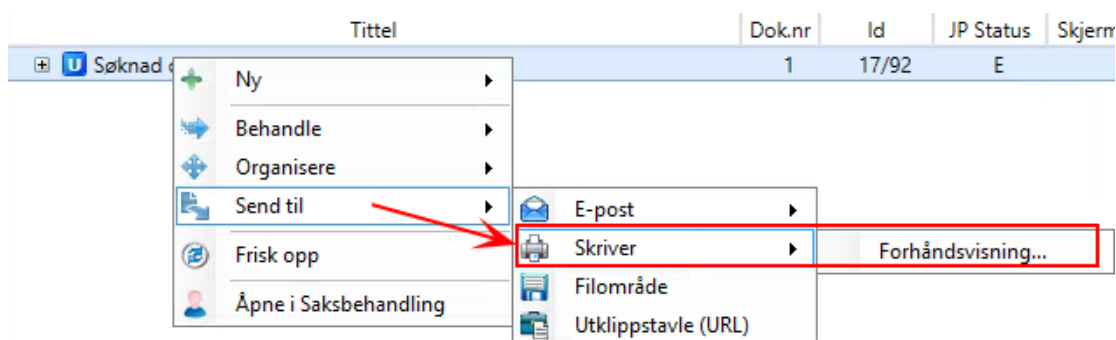 Tittel Dok.nr Id JP Status Skjerm
U Søknad 1 17/92 E
Ny
Behandle
Organisere
Send til
E-post
Frisk opp
Skriver Forhåndsvisning...
Filområde
Åpne i Saksbehandling
Utklippstavle (URL)